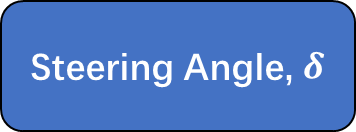 Steering Angle, δ